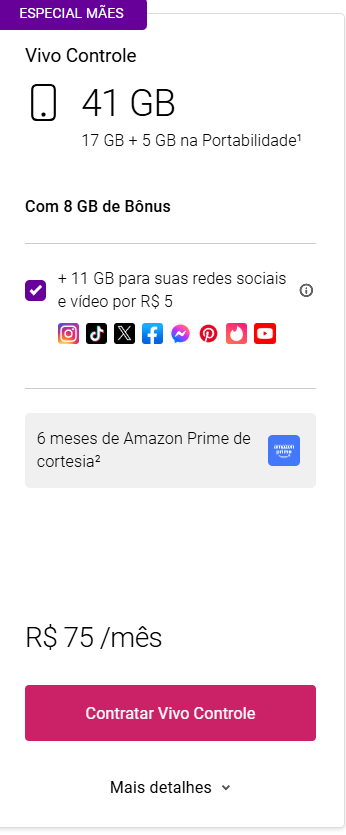 ESPECIAL MÃES
Vivo Controle
41 GB
17 GB + 5 GB na Portabilidade¹
Com 8 GB de Bônus
+ 11 GB para suas redes sociais
e vídeo por R$ 5
6 meses de Amazon Prime de
cortesia²
amazon
prime
R$ 75 /mês
Contratar Vivo Controle
Mais detalhes